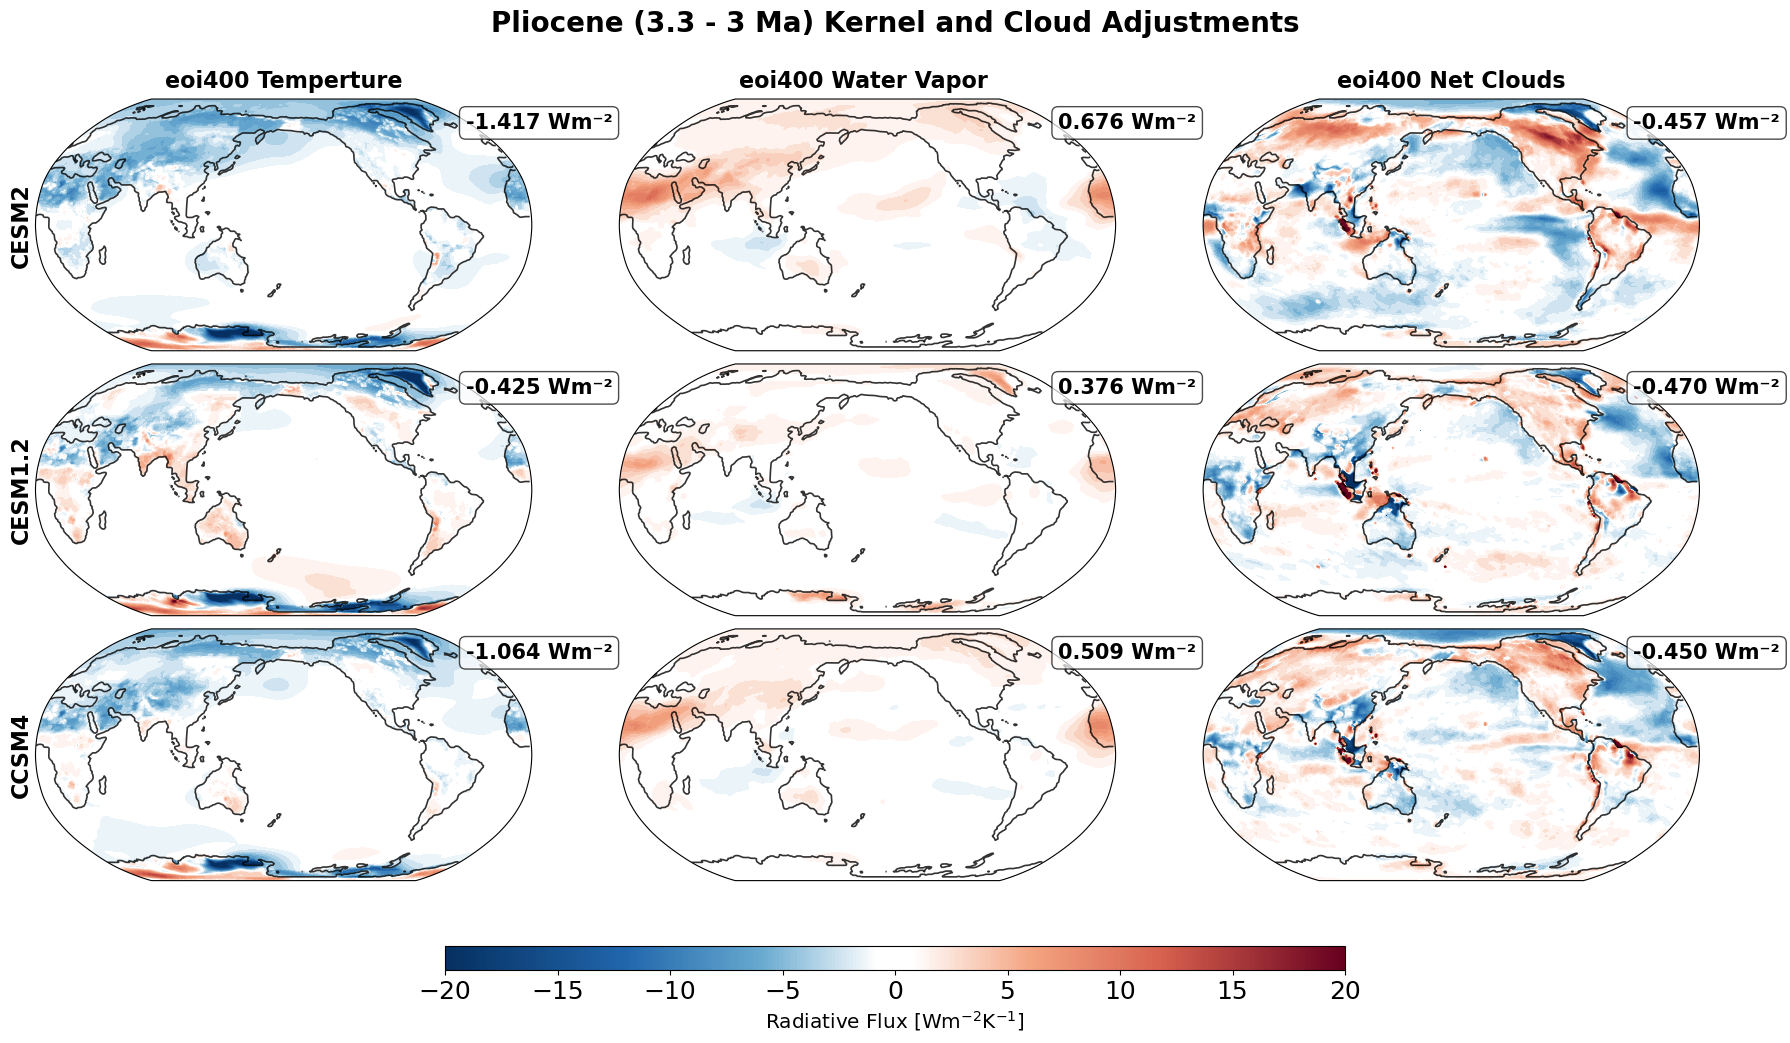 Pliocene (3.3 - 3 Ma) Kernel and Cloud Adjustments
eoi400 Temperture
eoi400 Water Vapor
eoi400 Net Clouds
CESM2
-1.417 Wm⁻²
0.676 Wm⁻²
-0.457 Wm⁻²
CESM1.2
-0.425 Wm⁻²
0.376 Wm⁻²
-0.470 Wm⁻²
CCSM4
-1.064 Wm⁻²
0.509 Wm⁻²
-0.450 Wm⁻²
−20 −15 −10 −5 0 5 10 15 20
Radiative Flux [Wm⁻²K⁻¹]